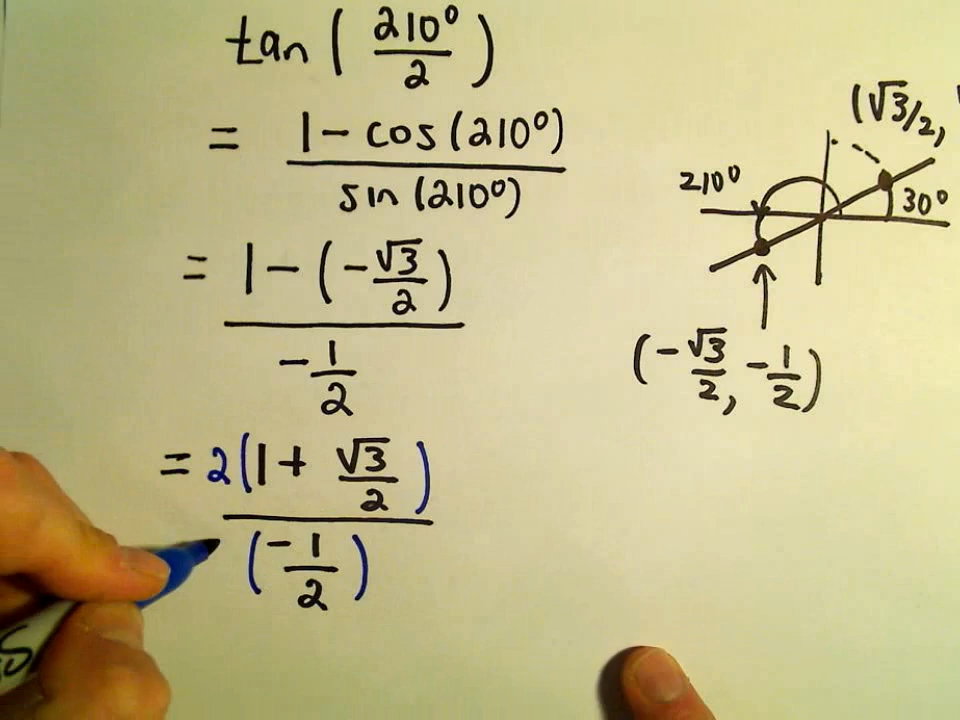 tan ( 210° / 2 )
= 1 - cos(210°) / sin(210°)
= 1 - ( - √3 / 2 ) / - 1 / 2
= 2 ( 1 + √3 / 2 ) / ( - 1 / 2 )
(√3/2,
210°
30°
( - √3 / 2 , - 1 / 2 )